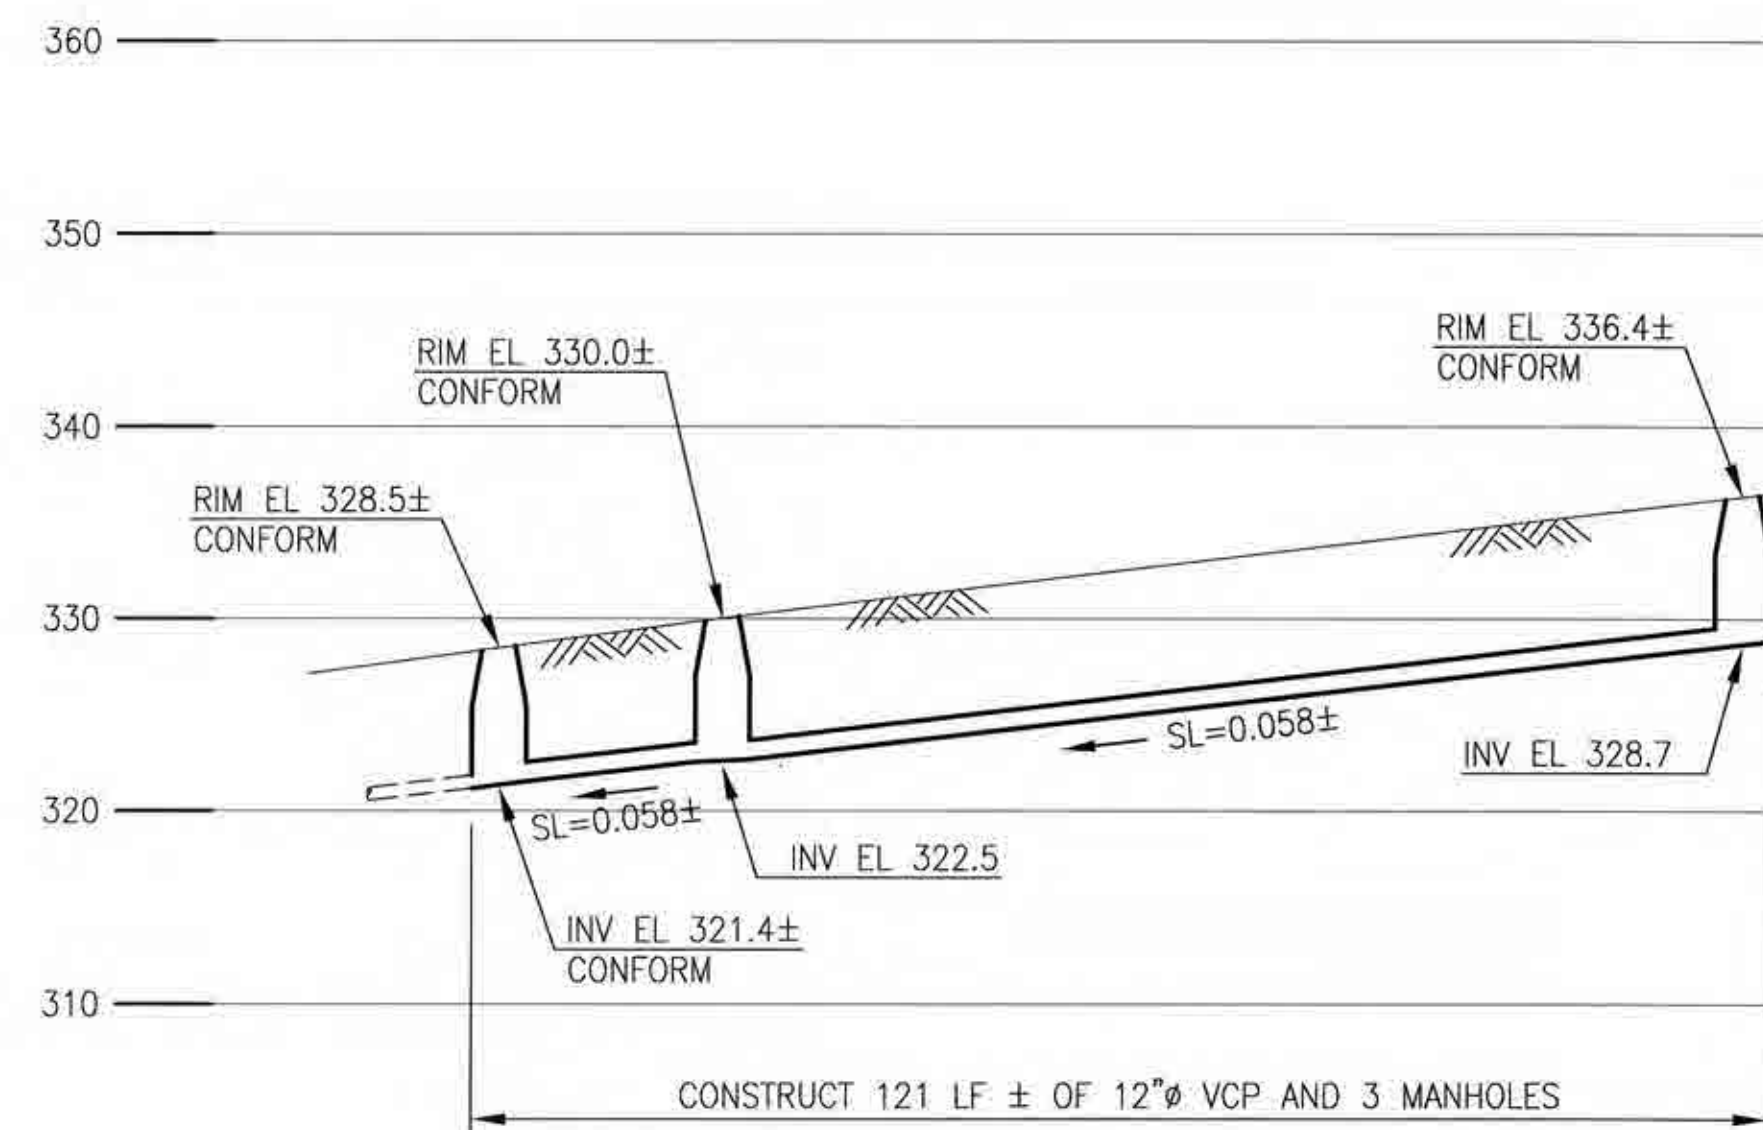 360
350
RIM EL 336.4±
CONFORM
RIM EL 330.0±
CONFORM
340
RIM EL 328.5±
CONFORM
330
SL=0.058±
INV EL 328.7
320
SL=0.058±
INV EL 322.5
INV EL 321.4±
CONFORM
310
CONSTRUCT 121 LF ± OF 12"ø VCP AND 3 MANHOLES